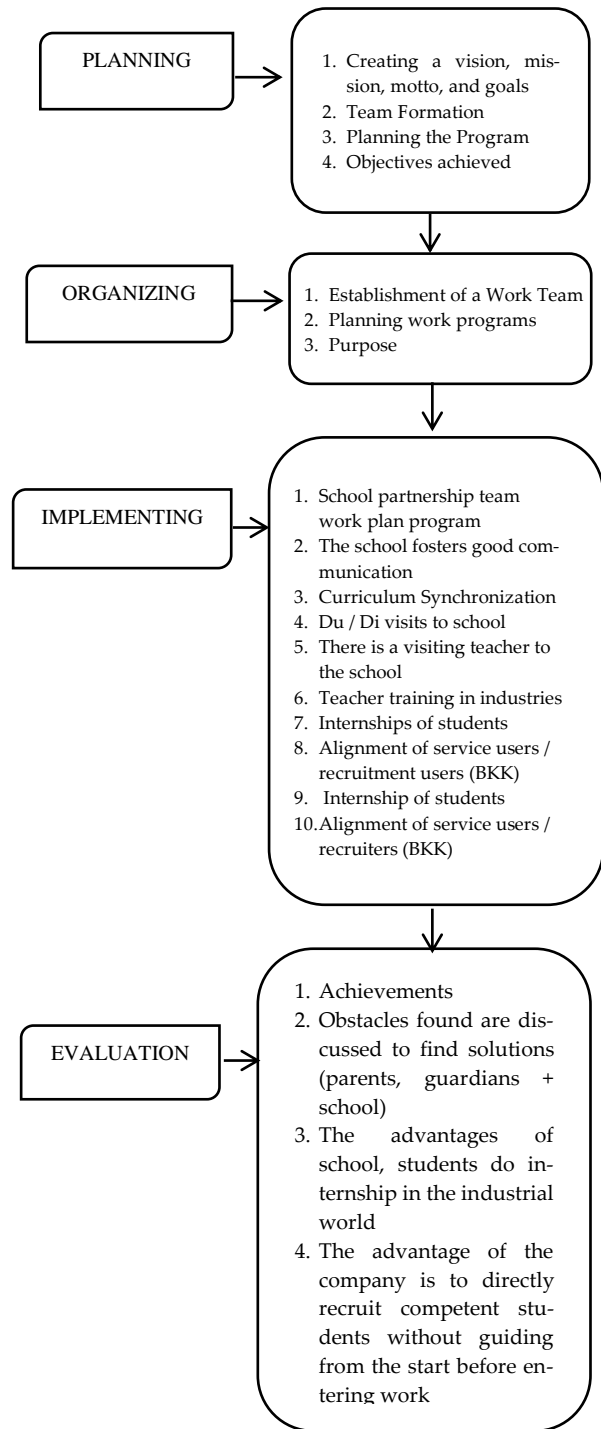 PLANNING
1. Creating a vision, mis-
sion, motto, and goals
2. Team Formation
3. Planning the Program
4. Objectives achieved
ORGANIZING
1. Establishment of a Work Team
2. Planning work programs
3. Purpose
IMPLEMENTING
1. School partnership team
work plan program
2. The school fosters good com-
munication
3. Curriculum Synchronization
4. Du / Di visits to school
5. There is a visiting teacher to
the school
6. Teacher training in industries
7. Internships of students
8. Alignment of service users /
recruitment users (BKK)
9. Internship of students
10.Alignment of service users /
recruiters (BKK)
EVALUATION
1. Achievements
2. Obstacles found are dis-
cussed to find solutions
(parents, guardians +
school)
3. The advantages of
school, students do in-
ternship in the industrial
world
4. The advantage of the
company is to directly
recruit competent stu-
dents without guiding
from the start before en-
tering work